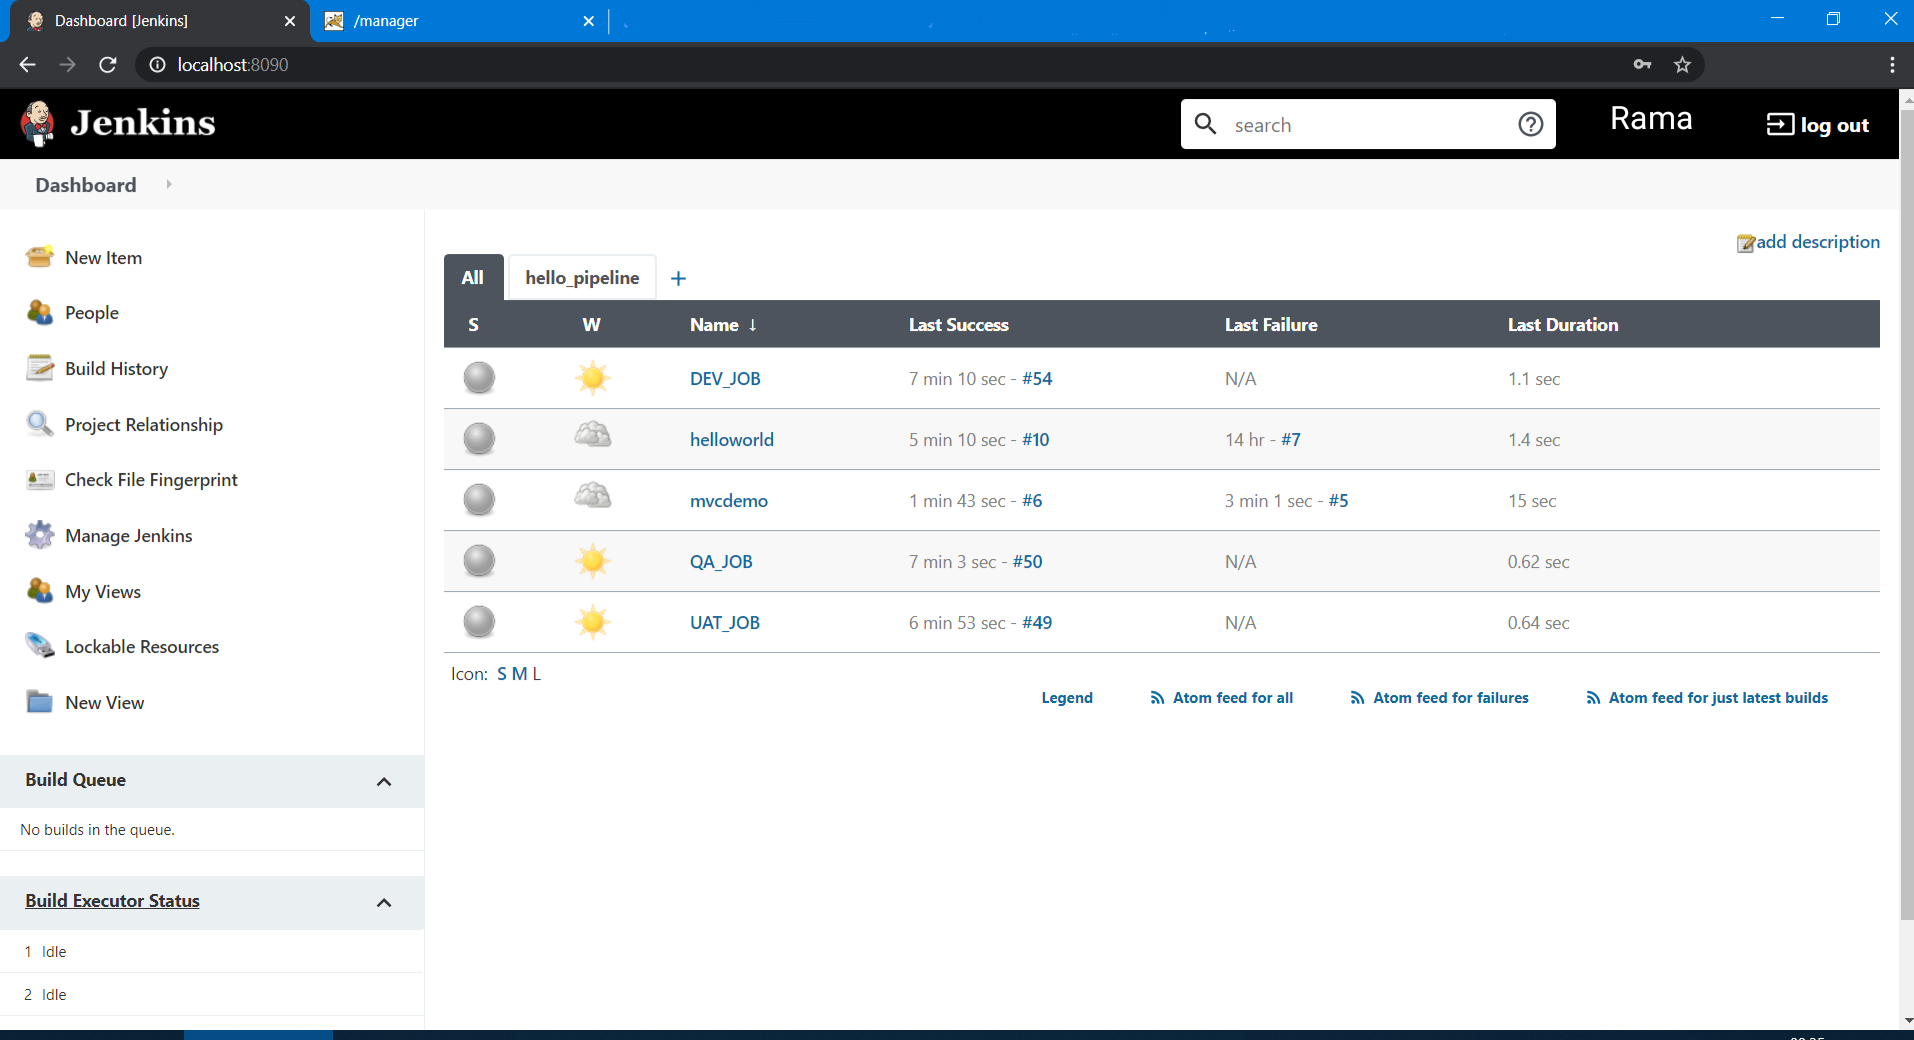 Dashboard [Jenkins]
/manager
localhost:8090
Jenkins
search
Rama
log out
Dashboard
New Item
People
Build History
Project Relationship
Check File Fingerprint
Manage Jenkins
My Views
Lockable Resources
New View
Build Queue
No builds in the queue.
Build Executor Status
1 Idle
2 Idle
add description
All hello_pipeline +
S W Name ↓ Last Success Last Failure Last Duration
DEV_JOB 7 min 10 sec - #54 N/A 1.1 sec
helloworld 5 min 10 sec - #10 14 hr - #7 1.4 sec
mvcdemo 1 min 43 sec - #6 3 min 1 sec - #5 15 sec
QA_JOB 7 min 3 sec - #50 N/A 0.62 sec
UAT_JOB 6 min 53 sec - #49 N/A 0.64 sec
Icon: S M L
Legend Atom feed for all Atom feed for failures Atom feed for just latest builds